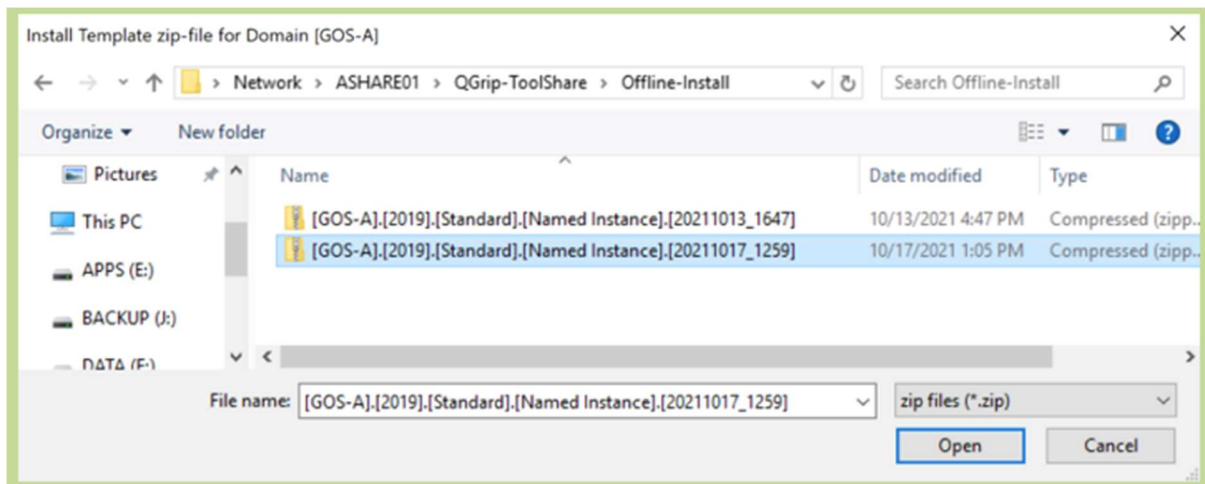 Install Template zip-file for Domain [GOS-A]
Network > ASHARE01 > QGrip-ToolShare > Offline-Install
Search Offline-Install
Organize
New folder
Name
Date modified
Type
Pictures
This PC
APPS (E:)
BACKUP (J:)
DATA (F:)
[GOS-A].[2019].[Standard].[Named Instance].[20211013_1647]
10/13/2021 4:47 PM
Compressed (zipp...
[GOS-A].[2019].[Standard].[Named Instance].[20211017_1259]
10/17/2021 1:05 PM
Compressed (zipp...
File name:
[GOS-A].[2019].[Standard].[Named Instance].[20211017_1259]
zip files (*.zip)
Open
Cancel